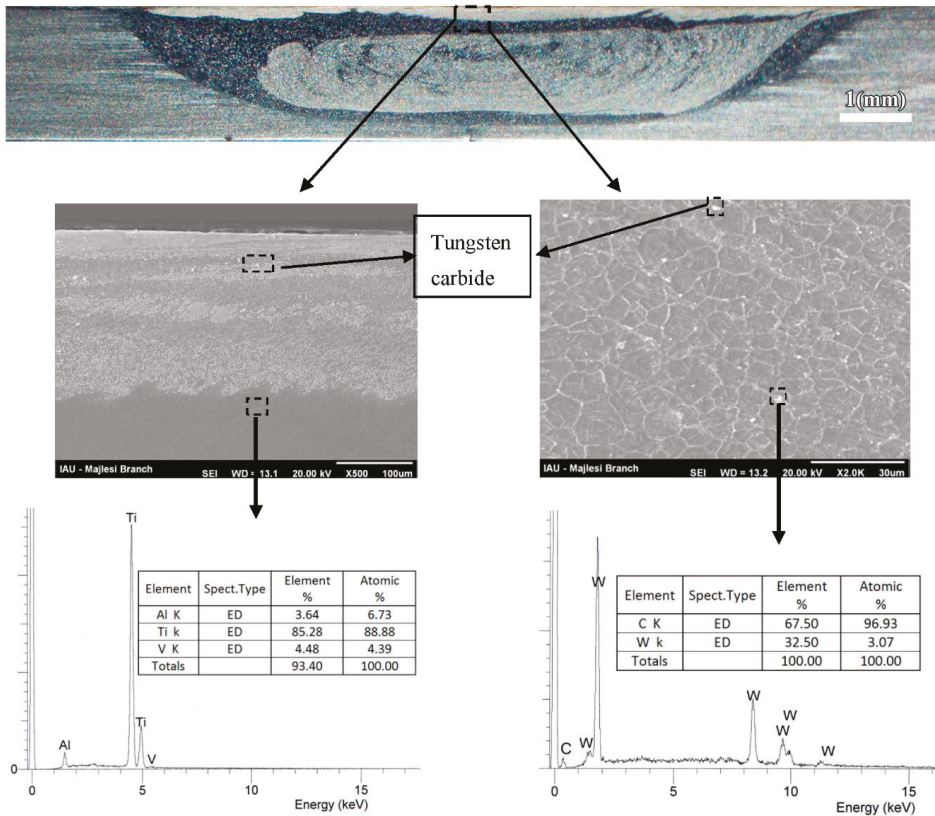 1(mm)
Tungsten
carbide
IAU - Majlesi Branch SEI WD = 13.1 20.00 kV X500 100um
IAU - Majlesi Branch SEI WD = 13.2 20.00 kV X2.0K 30um
Ti
Element Spect.Type Element % Atomic %
Al K ED 3.64 6.73
Ti k ED 85.28 88.88
V K ED 4.48 4.39
Totals 93.40 100.00
Al
Ti
V
0
0 5 10 15
Energy (keV)
W
Element Spect.Type Element % Atomic %
C K ED 67.50 96.93
W k ED 32.50 3.07
Totals 100.00 100.00
W
W
W
C
W
W
0
0 5 10 15
Energy (keV)